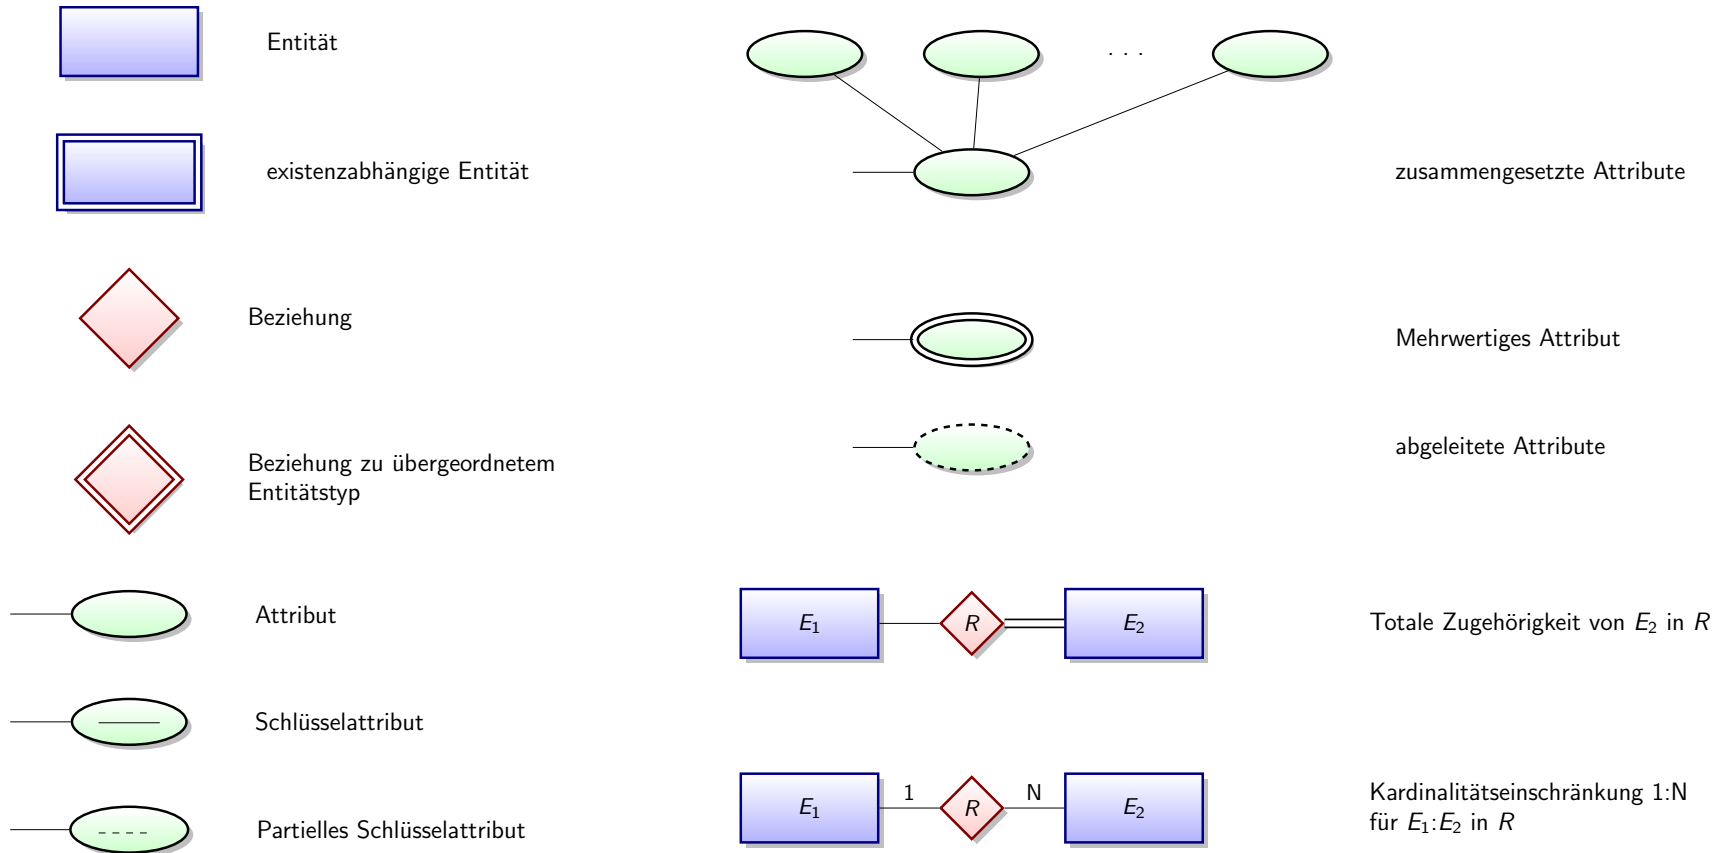 Entität
existenzabhängige Entität
Beziehung
Beziehung zu übergeordnetem
Entitätstyp
Attribut
Schlüsselattribut
Partielles Schlüsselattribut
. . .
zusammengesetzte Attribute
Mehrwertiges Attribut
abgeleitete Attribute
E₁ R E₂
Totale Zugehörigkeit von E₂ in R
E₁ 1 R N E₂
Kardinalitätseinschränkung 1:N
für E₁:E₂ in R